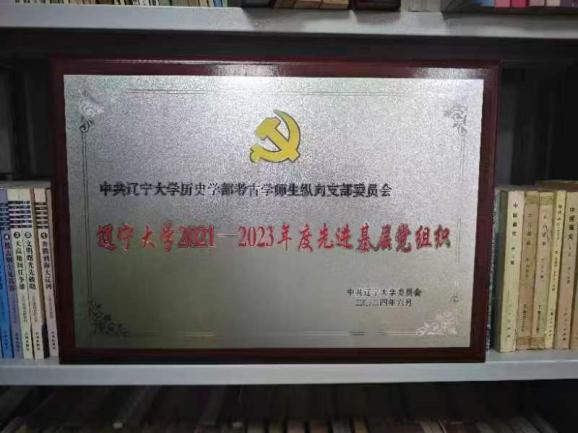 中共辽宁大学历史学部考古学师生纵向支部委员会
辽宁大学2021—2023年度先进基层党组织
中共辽宁大学委员会
二〇二四年六月